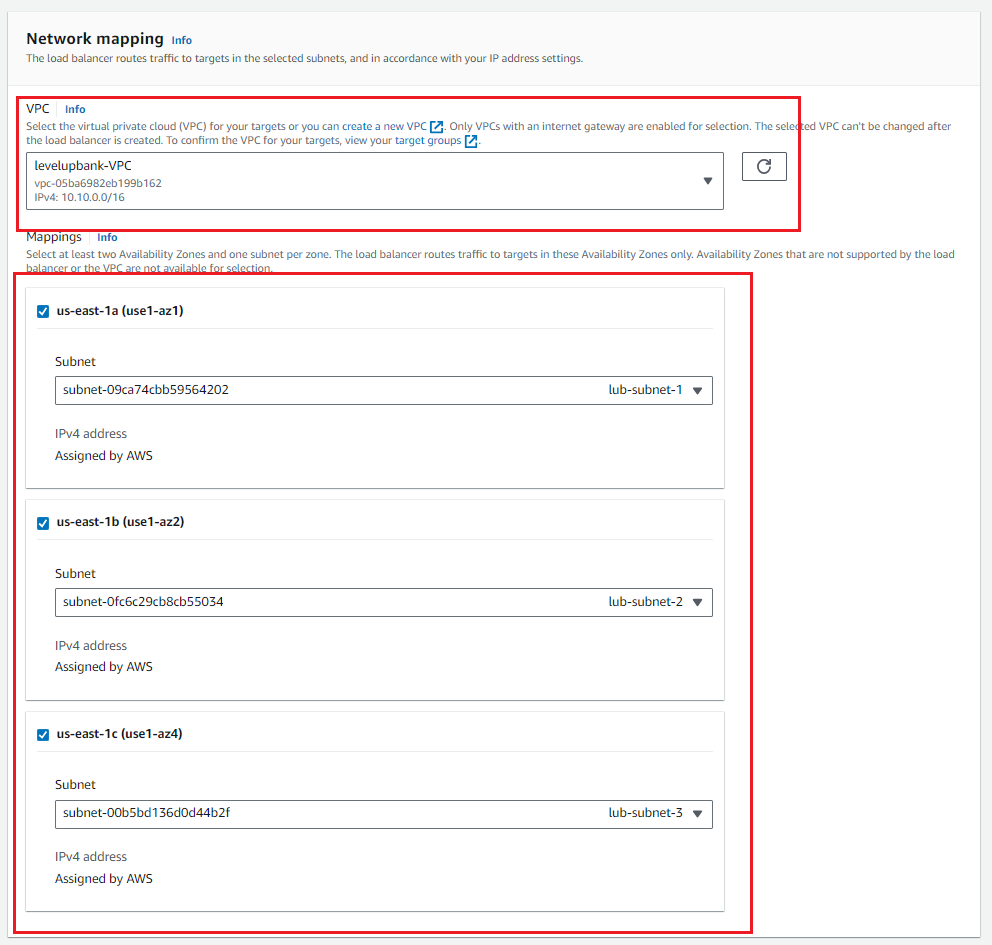 Network mapping Info
The load balancer routes traffic to targets in the selected subnets, and in accordance with your IP address settings.
VPC Info
Select the virtual private cloud (VPC) for your targets or you can create a new VPC. Only VPCs with an internet gateway are enabled for selection. The selected VPC can't be changed after
the load balancer is created. To confirm the VPC for your targets, view your target groups.
levelupbank-VPC
vpc-05ba6982eb199b162
IPv4: 10.10.0.0/16
Mappings Info
Select at least two Availability Zones and one subnet per zone. The load balancer routes traffic to targets in these Availability Zones only. Availability Zones that are not supported by the load
balancer or the VPC are not available for selection.
us-east-1a (use1-az1)
Subnet
subnet-09ca74cbb59564202 lub-subnet-1
IPv4 address
Assigned by AWS
us-east-1b (use1-az2)
Subnet
subnet-0fc6c29cb8cb55034 lub-subnet-2
IPv4 address
Assigned by AWS
us-east-1c (use1-az4)
Subnet
subnet-00b5bd136d0d44b2f lub-subnet-3
IPv4 address
Assigned by AWS